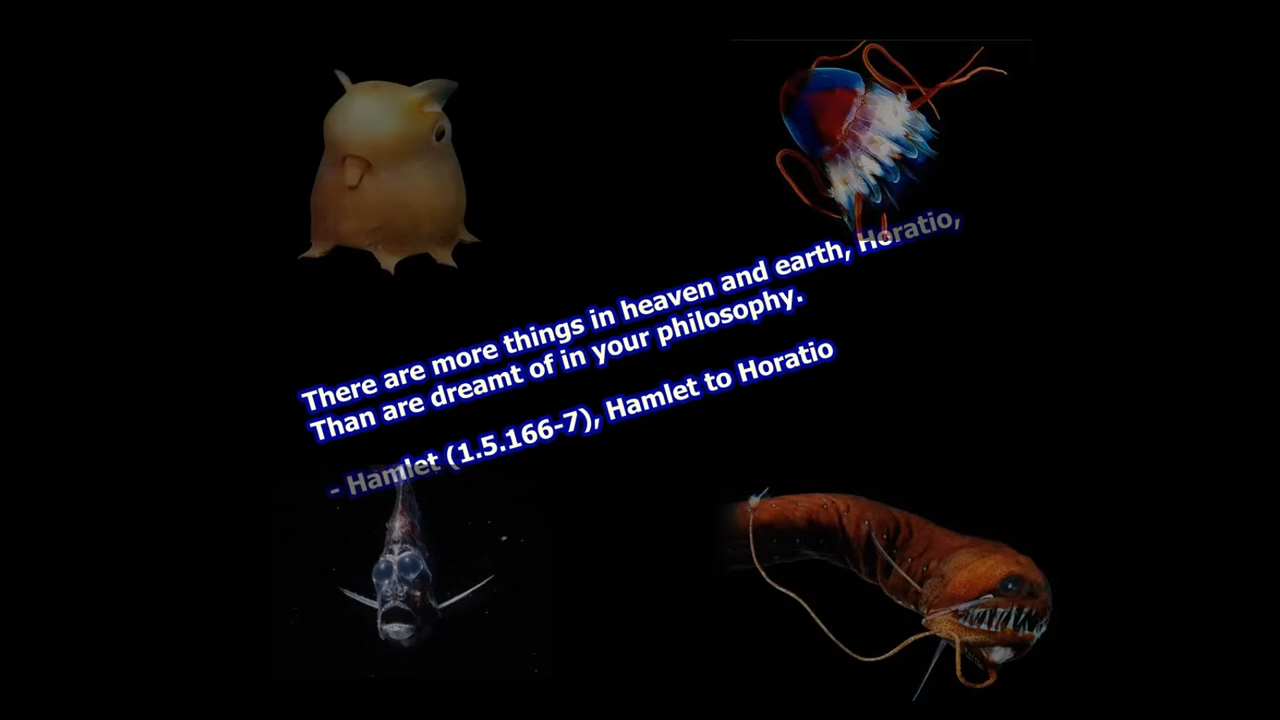 There are more things in heaven and earth, Horatio,
Than are dreamt of in your philosophy.
- Hamlet (1.5.166-7), Hamlet to Horatio